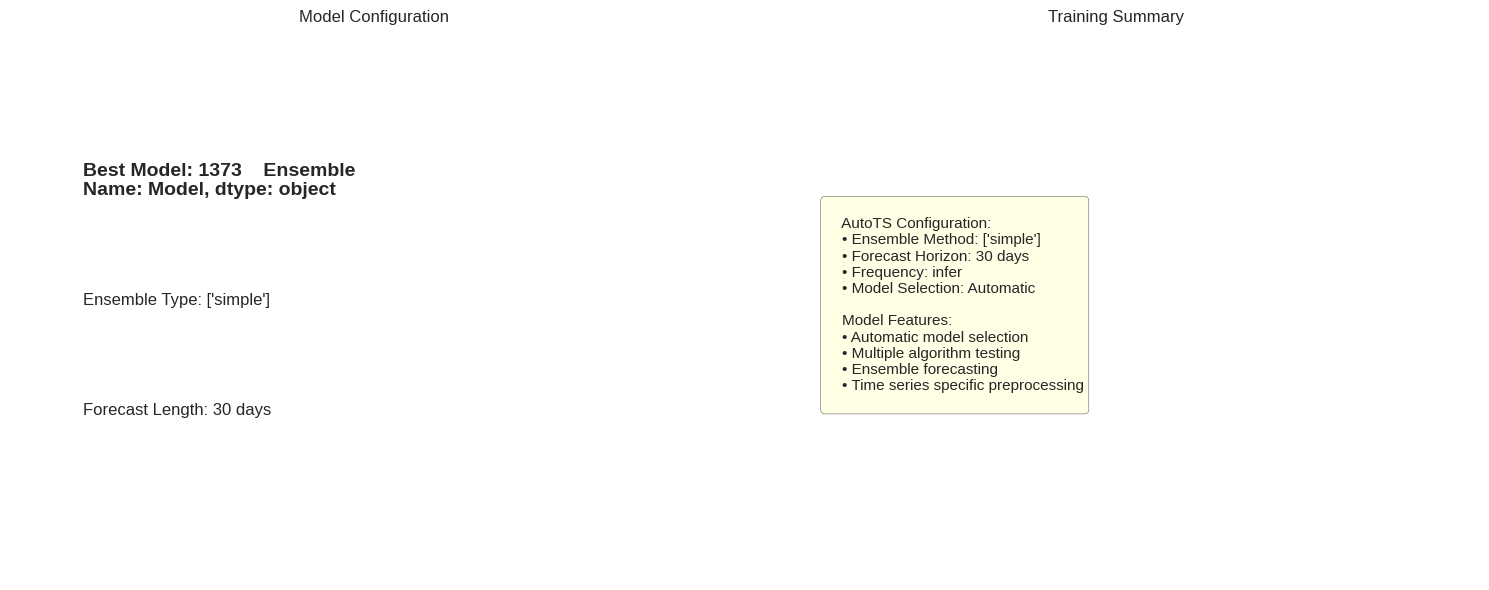 Model Configuration
Best Model: 1373    Ensemble
Name: Model, dtype: object
Ensemble Type: ['simple']
Forecast Length: 30 days
Training Summary
AutoTS Configuration:
• Ensemble Method: ['simple']
• Forecast Horizon: 30 days
• Frequency: infer
• Model Selection: Automatic
Model Features:
• Automatic model selection
• Multiple algorithm testing
• Ensemble forecasting
• Time series specific preprocessing